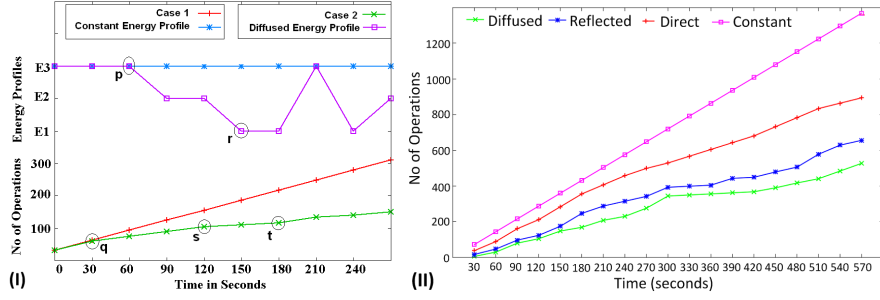 Case 1
Constant Energy Profile
Case 2
Diffused Energy Profile
Energy Profiles
E3
E2
E1
p
r
No of Operations
300
200
100
q
s
t
0 30 60 90 120 150 180 210 240
Time in Seconds
(I)
Diffused Reflected Direct Constant
No of Operations
1200
1000
800
600
400
200
0
30 60 90 120 150 180 210 240 270 300 330 360 390 420 450 480 510 540 570
Time (seconds)
(II)